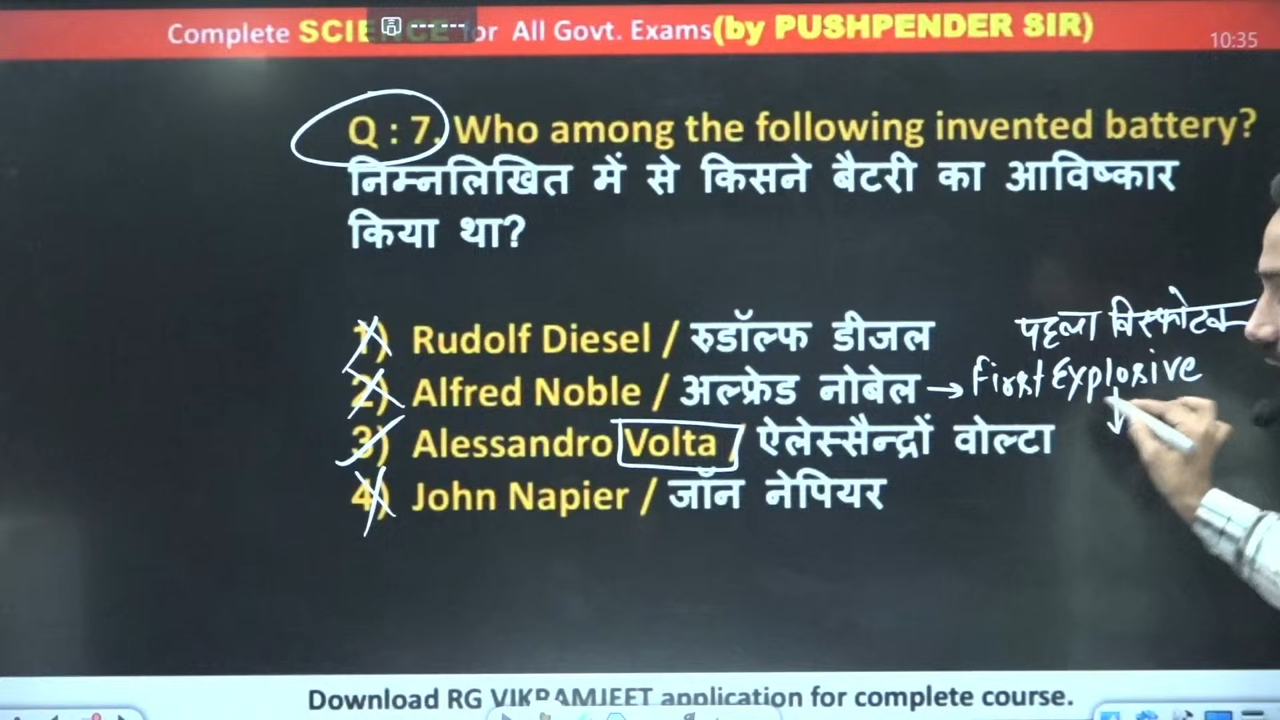 Complete SCIENCE for All Govt. Exams(by PUSHPENDER SIR)
10:35
Q : 7. Who among the following invented battery?
निम्नलिखित में से किसने बैटरी का आविष्कार
किया था?
पहला विस्फोटक
1) Rudolf Diesel / रुडॉल्फ डीजल
2) Alfred Noble / अल्फ्रेड नोबेल → First Explosive
3) Alessandro Volta / ऐलेस्सैन्द्रों वोल्टा
4) John Napier / जॉन नेपियर
Download RG VIKRAMJEET application for complete course.